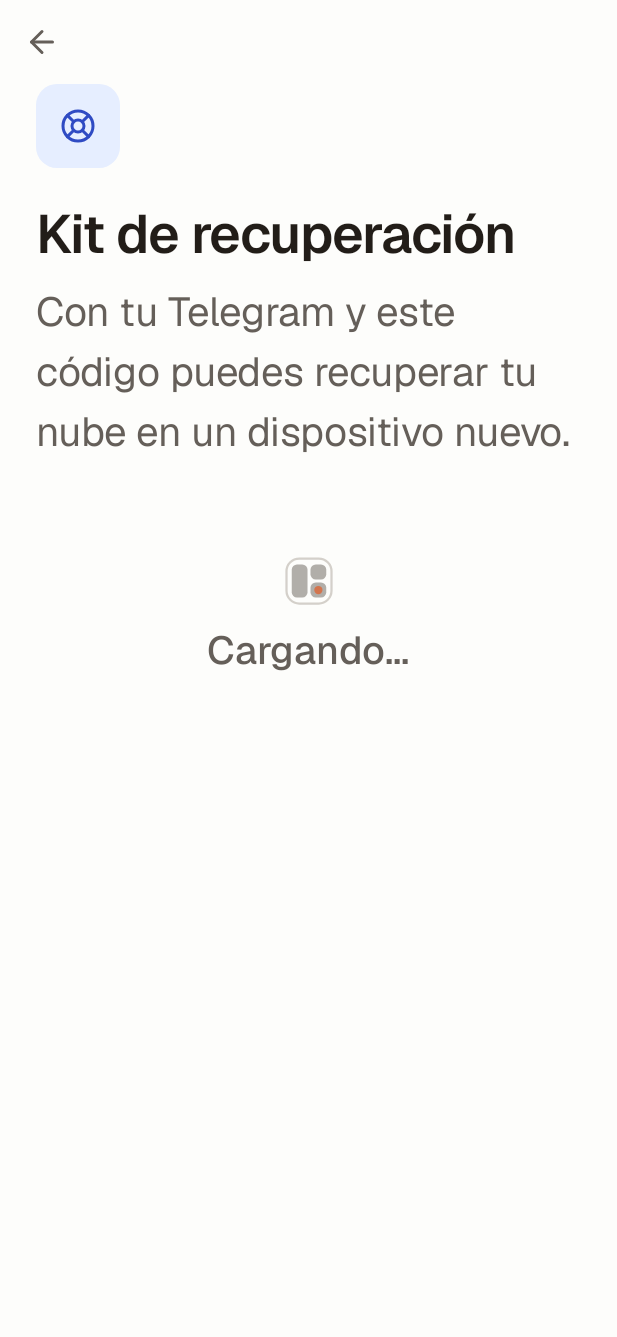 Kit de recuperación
Con tu Telegram y este
código puedes recuperar tu
nube en un dispositivo nuevo.
Cargando...